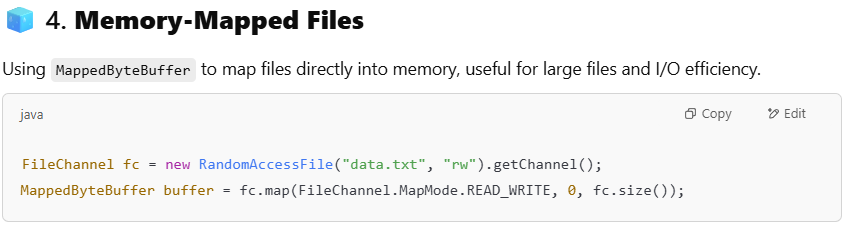 4. Memory-Mapped Files
Using MappedByteBuffer to map files directly into memory, useful for large files and I/O efficiency.
java Copy Edit
FileChannel fc = new RandomAccessFile("data.txt", "rw").getChannel();
MappedByteBuffer buffer = fc.map(FileChannel.MapMode.READ_WRITE, 0, fc.size());